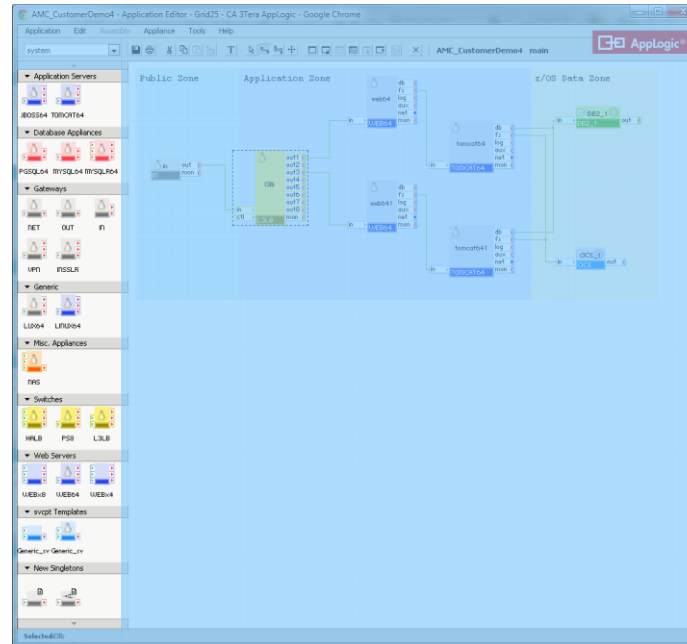 AMC_CustomerDemo4 - Application Editor - Grid25 - CA 3Tera AppLogic - Google Chrome
Application Edit Assembly Appliance Tools Help
system
AMC_CustomerDemo4 main
AppLogic®
Application Servers
JBOSS64 TOMCAT64
Database Appliances
PGSQL64 MYSQL64 MYSQLR64
Gateways
NET OUT IN
VPN INSSLR
Generic
LUX64 LINUX64
Misc. Appliances
NAS
Switches
HALB PS8 L3LB
Web Servers
WEBx8 WEB64 WEBx4
svcpt Templates
Generic_sv Generic_sv
New Singletons
Public Zone Application Zone z/OS Data Zone
in out
mon
out1
out2
out3
out4
out5
out6
out7
out8
in
ctl L3LB mon
web64
db
fs
log
aux
net
in WEB64 mon
web641
db
fs
log
aux
net
in WEB64 mon
tomcat64
db
fs
log
aux
net
in TOMCAT64 mon
tomcat641
db
fs
log
aux
net
in TOMCAT64 mon
DB2_1
in DB2_1 out
CICS_1
in out